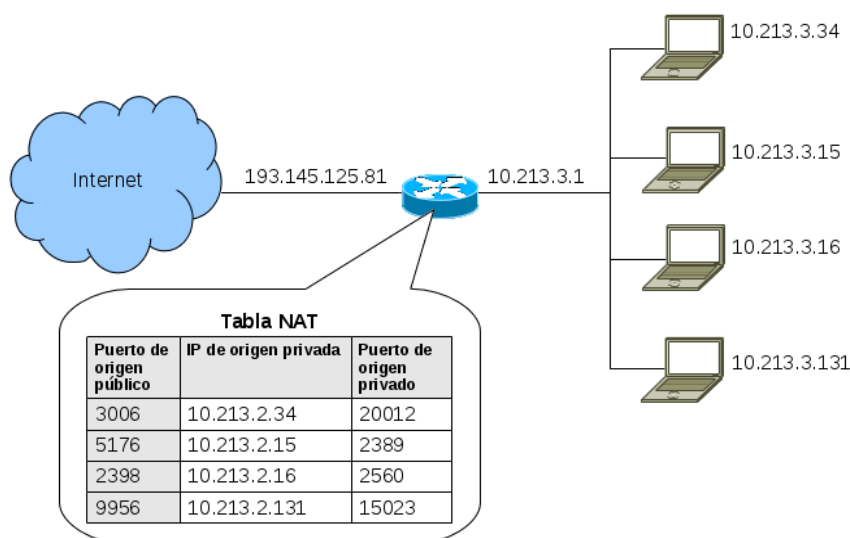 10.213.3.34
10.213.3.15
Internet
193.145.125.81
10.213.3.1
10.213.3.16
10.213.3.131
Tabla NAT
Puerto de origen público
IP de origen privada
Puerto de origen privado
3006 10.213.2.34 20012
5176 10.213.2.15 2389
2398 10.213.2.16 2560
9956 10.213.2.131 15023